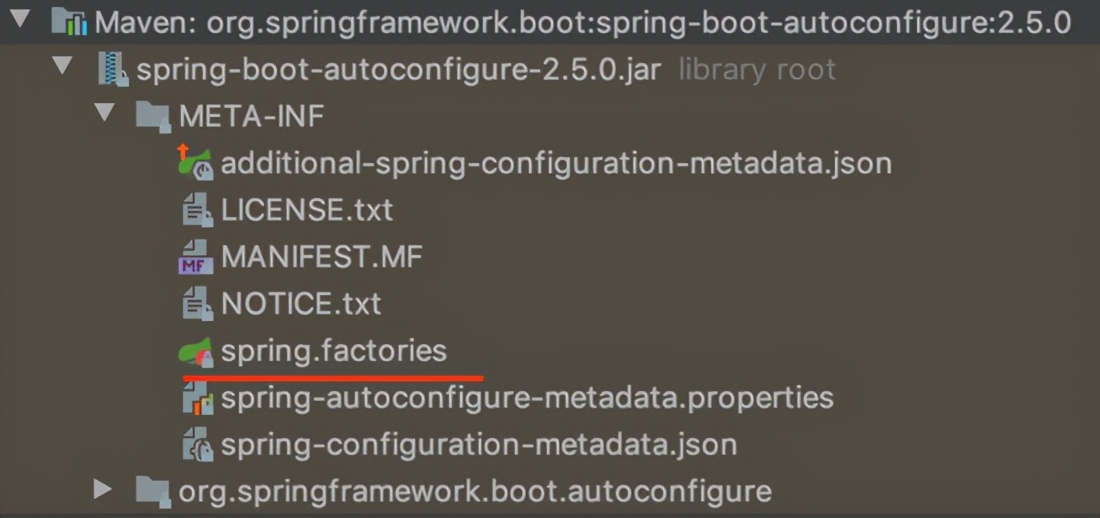 Maven: org.springframework.boot:spring-boot-autoconfigure:2.5.0
spring-boot-autoconfigure-2.5.0.jar library root
META-INF
additional-spring-configuration-metadata.json
LICENSE.txt
MF MANIFEST.MF
NOTICE.txt
spring.factories
spring-autoconfigure-metadata.properties
spring-configuration-metadata.json
org.springframework.boot.autoconfigure